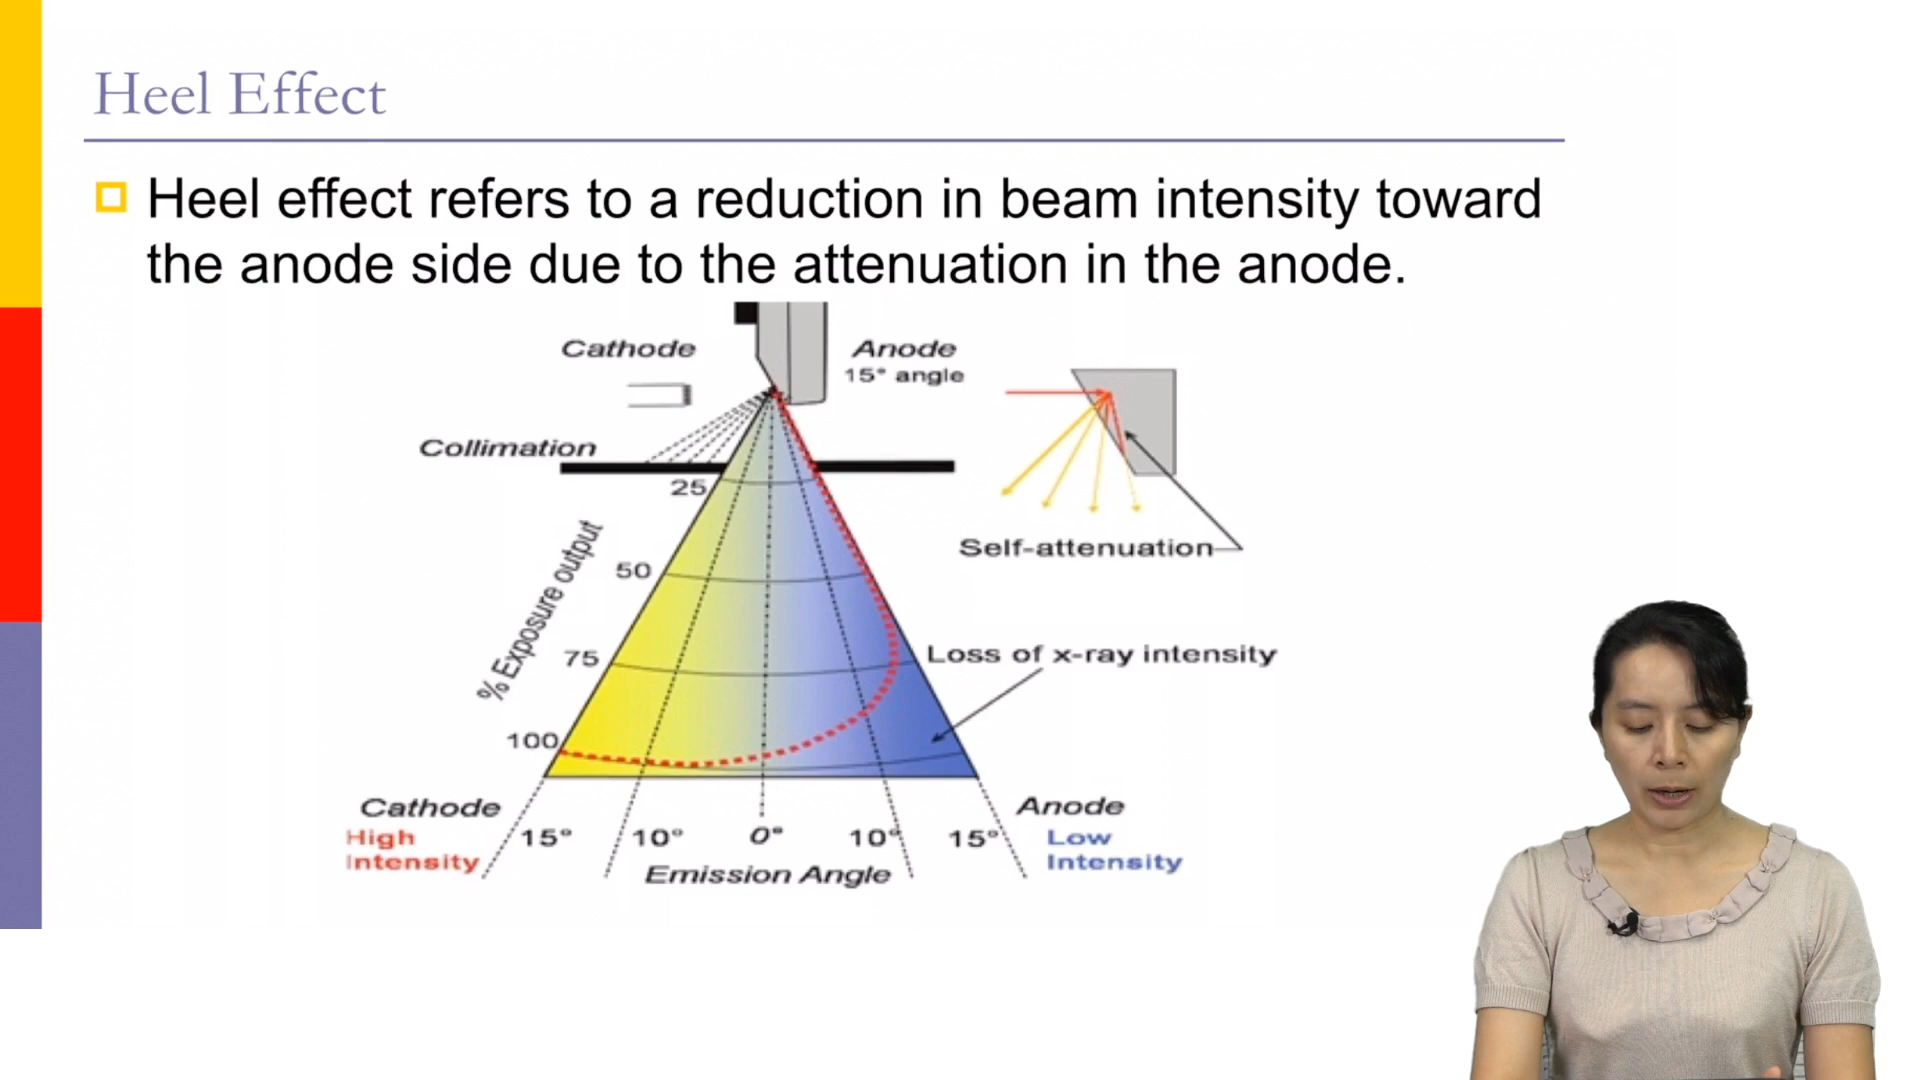 Heel Effect
Heel effect refers to a reduction in beam intensity toward
the anode side due to the attenuation in the anode.
Cathode
Anode
15° angle
Collimation
25
Self-attenuation
50
% Exposure output
75
Loss of x-ray intensity
100
Cathode
High
Intensity
15° 10° 0° 10° 15°
Emission Angle
Anode
Low
Intensity